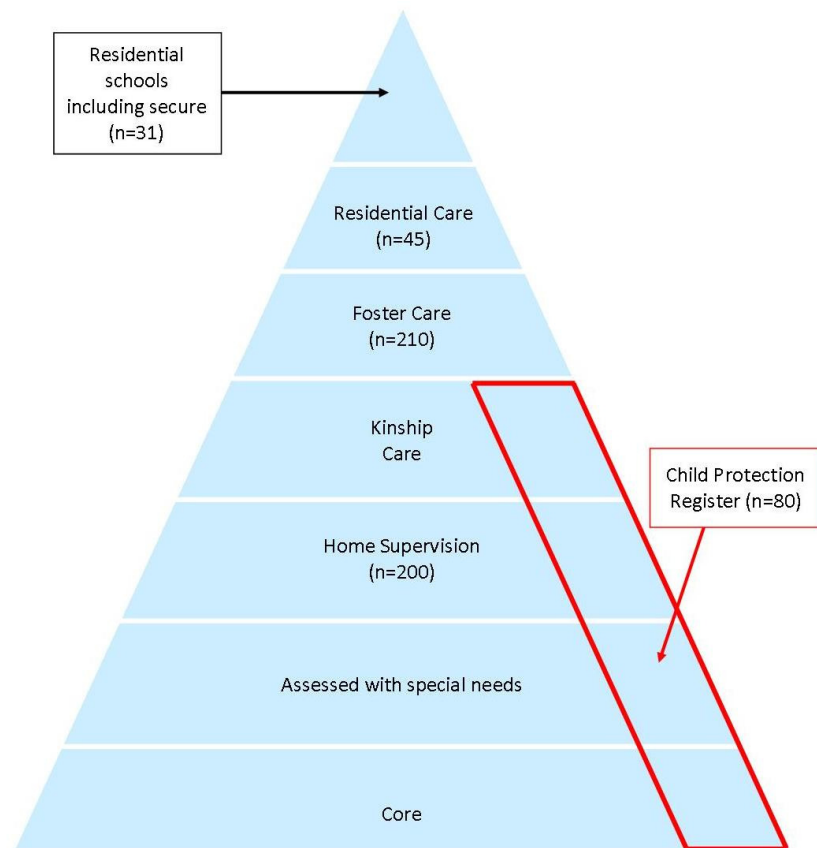 Residential
schools
including secure
(n=31)
Residential Care
(n=45)
Foster Care
(n=210)
Kinship
Care
Child Protection
Register (n=80)
Home Supervision
(n=200)
Assessed with special needs
Core